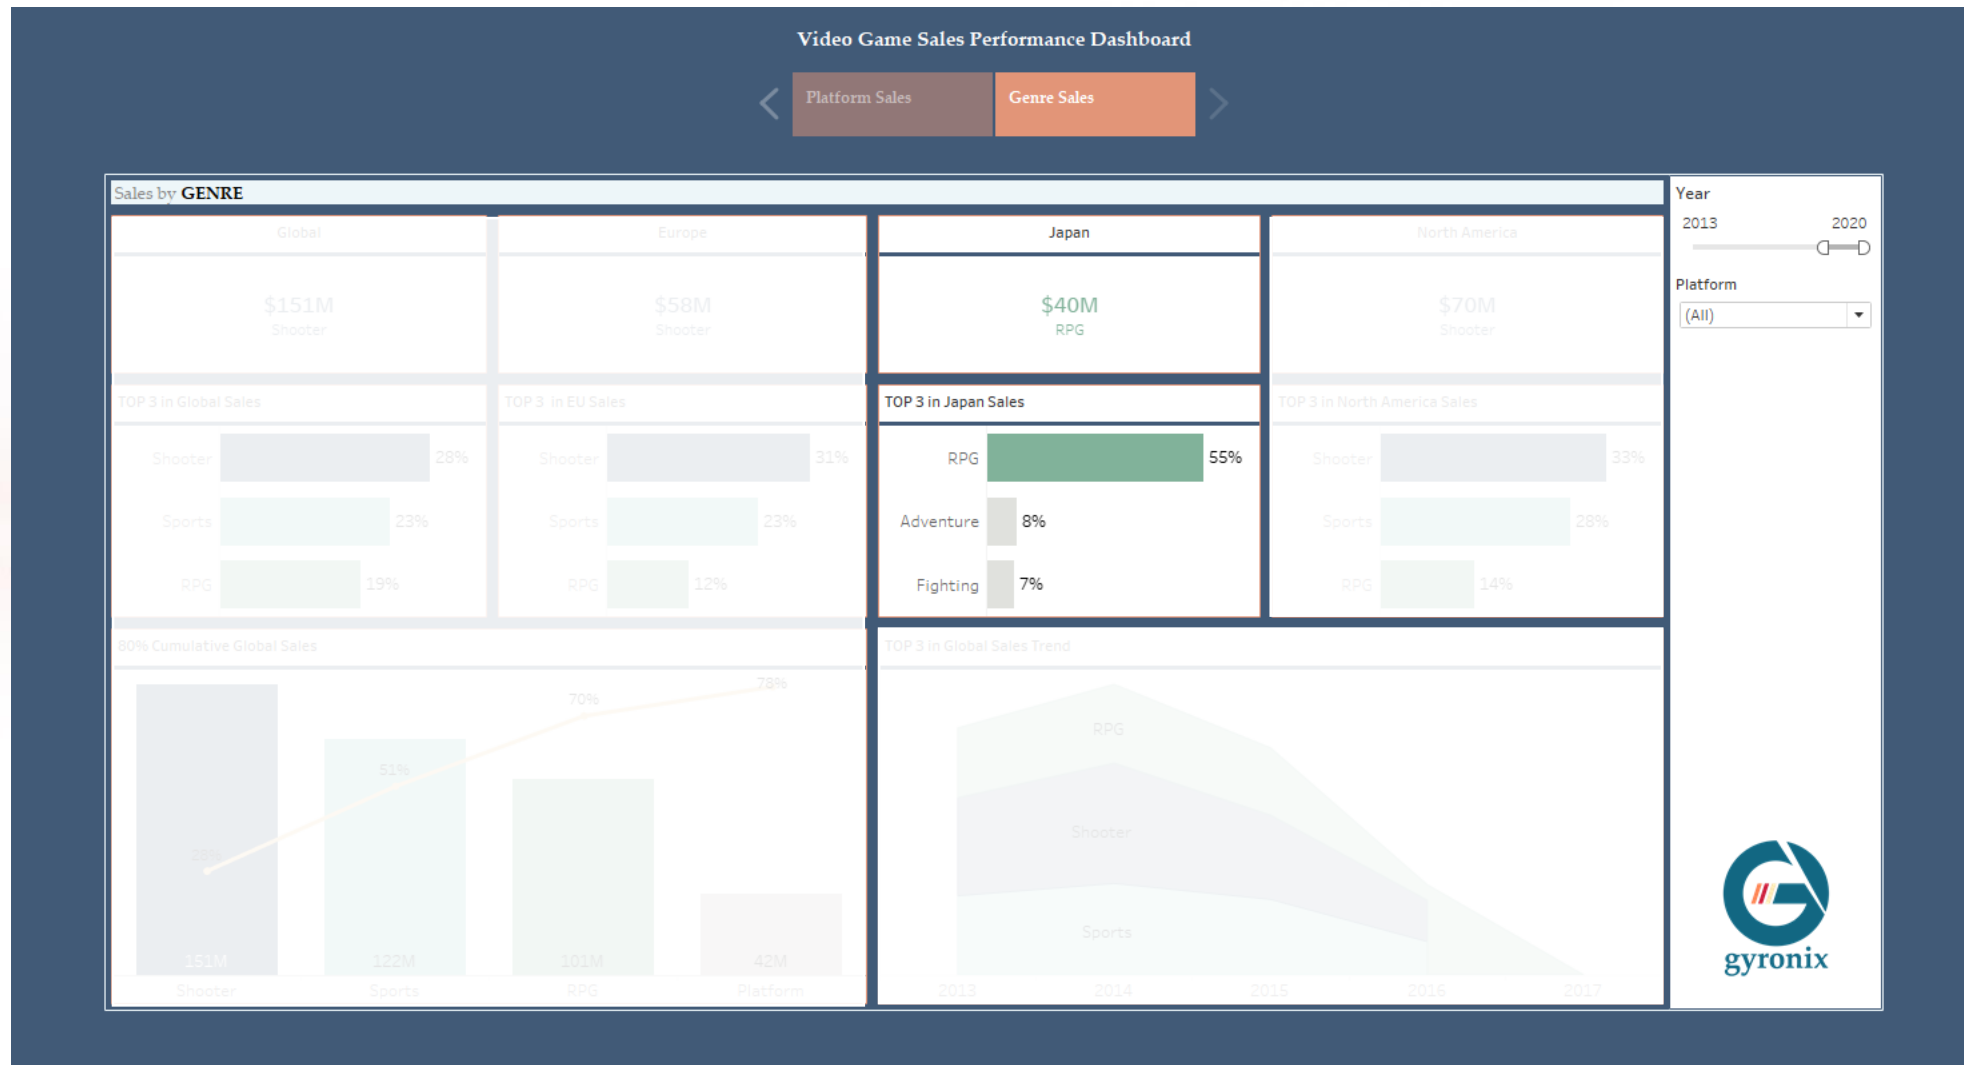 Video Game Sales Performance Dashboard
Platform Sales
Genre Sales
Sales by GENRE
Global
Europe
Japan
North America
$151M
Shooter
$58M
Shooter
$40M
RPG
$70M
Shooter
TOP 3 in Global Sales
Shooter 28%
Sports 23%
RPG 19%
TOP 3 in EU Sales
Shooter 31%
Sports 23%
RPG 12%
TOP 3 in Japan Sales
RPG 55%
Adventure 8%
Fighting 7%
TOP 3 in North America Sales
Shooter 33%
Sports 28%
RPG 14%
80% Cumulative Global Sales
28%
51%
70%
78%
151M
122M
101M
42M
Shooter
Sports
RPG
Platform
TOP 3 in Global Sales Trend
RPG
Shooter
Sports
2013
2014
2015
2016
2017
Year
2013
2020
Platform
(All)
gyronix